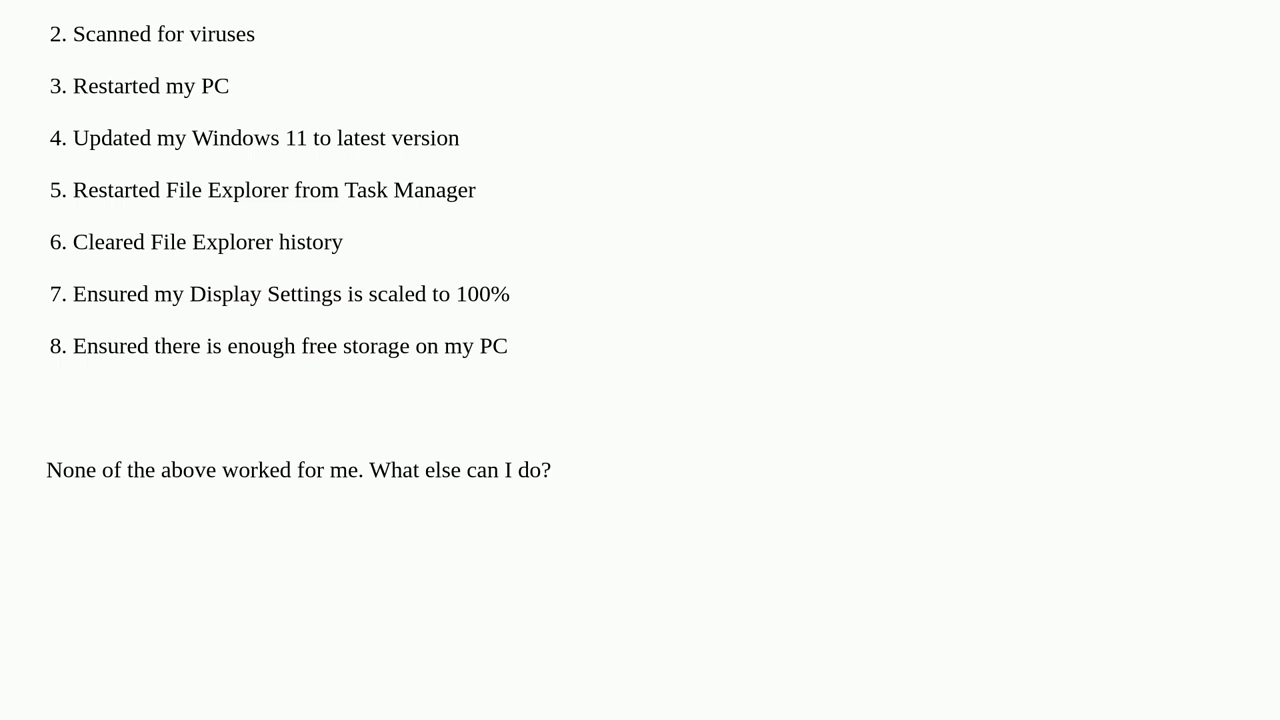 2. Scanned for viruses
3. Restarted my PC
4. Updated my Windows 11 to latest version
5. Restarted File Explorer from Task Manager
6. Cleared File Explorer history
7. Ensured my Display Settings is scaled to 100%
8. Ensured there is enough free storage on my PC
None of the above worked for me. What else can I do?